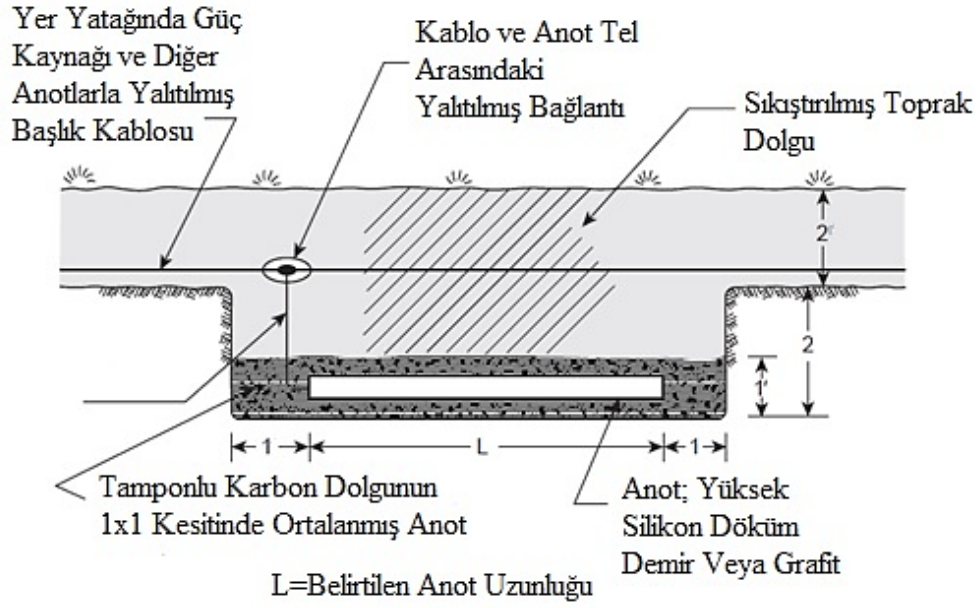 Yer Yatağında Güç
Kaynağı ve Diğer
Anotlarla Yalıtılmış
Başlık Kablosu
Kablo ve Anot Tel
Arasındaki
Yalıtılmış Bağlantı
Sıkıştırılmış Toprak
Dolgu
2'
2
1'
1
L
1
Tamponlu Karbon Dolgunun
1x1 Kesitinde Ortalanmış Anot
Anot; Yüksek
Silikon Döküm
Demir Veya Grafit
L=Belirtilen Anot Uzunluğu